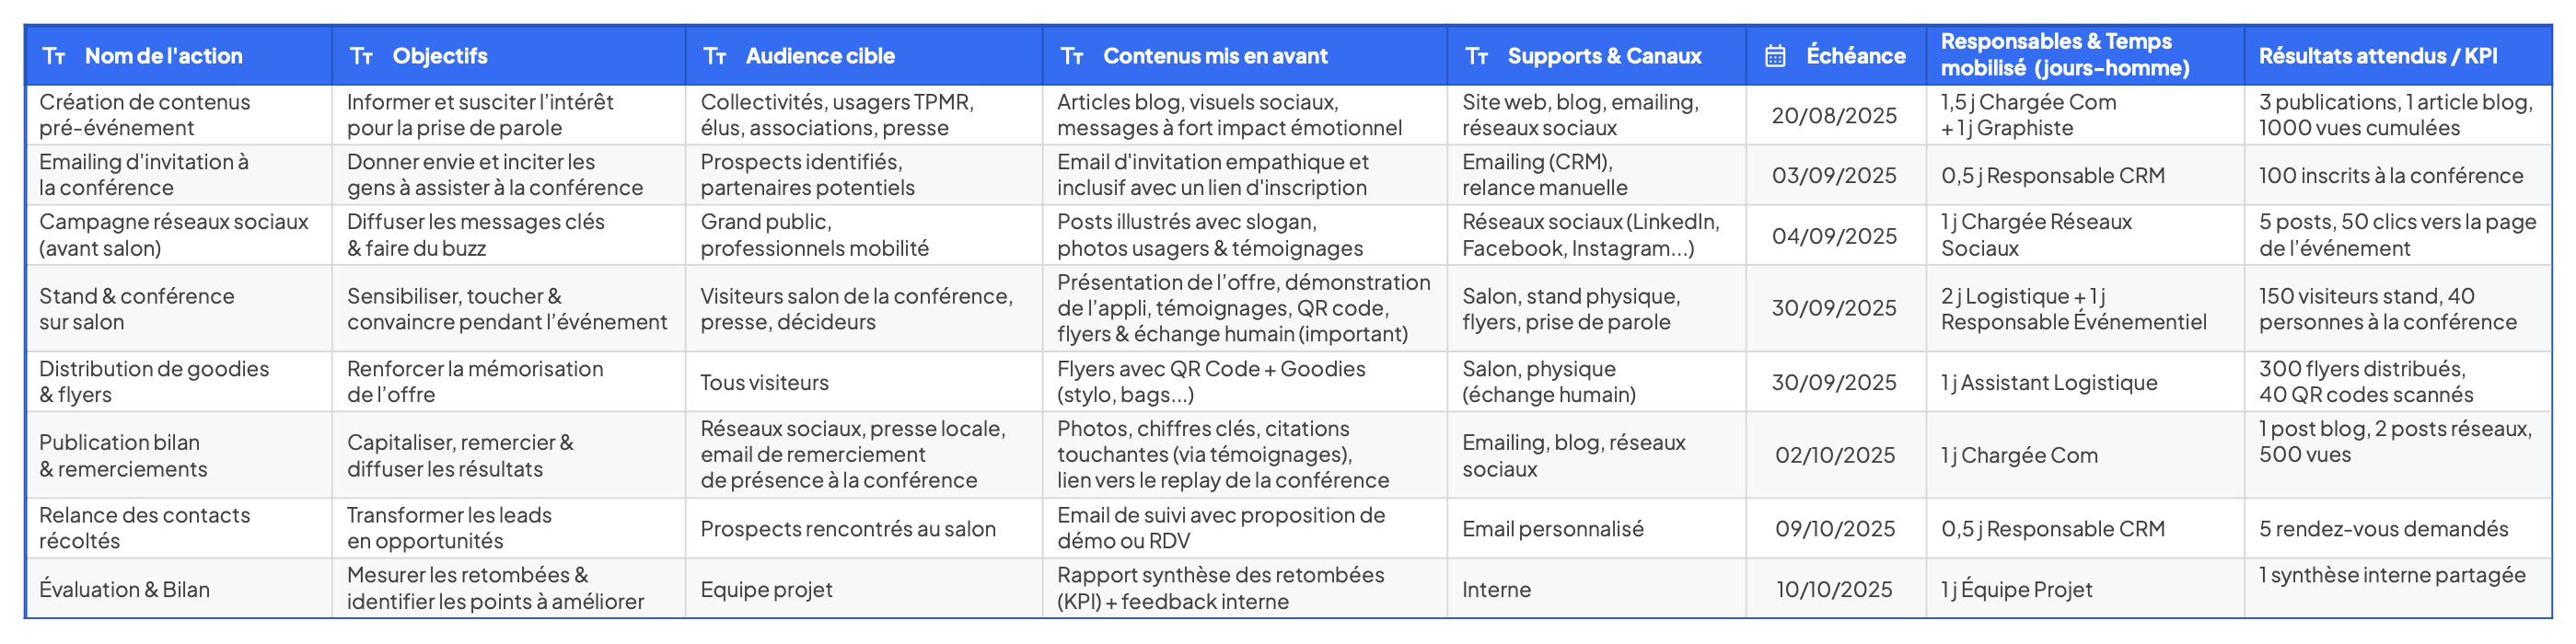 Nom de l'action
Objectifs
Audience cible
Contenus mis en avant
Supports & Canaux
Échéance
Responsables & Temps
mobilisé (jours-homme)
Résultats attendus / KPI
Création de contenus
pré-événement
Informer et susciter l’intérêt
pour la prise de parole
Collectivités, usagers TPMR,
élus, associations, presse
Articles blog, visuels sociaux,
messages à fort impact émotionnel
Site web, blog, emailing,
réseaux sociaux
20/08/2025
1,5 j Chargée Com
+ 1 j Graphiste
3 publications, 1 article blog,
1000 vues cumulées
Emailing d'invitation à
la conférence
Donner envie et inciter les
gens à assister à la conférence
Prospects identifiés,
partenaires potentiels
Email d'invitation empathique et
inclusif avec un lien d'inscription
Emailing (CRM),
relance manuelle
03/09/2025
0,5 j Responsable CRM
100 inscrits à la conférence
Campagne réseaux sociaux
(avant salon)
Diffuser les messages clés
& faire du buzz
Grand public,
professionnels mobilité
Posts illustrés avec slogan,
photos usagers & témoignages
Réseaux sociaux (LinkedIn,
Facebook, Instagram...)
04/09/2025
1 j Chargée Réseaux
Sociaux
5 posts, 50 clics vers la page
de l’événement
Stand & conférence
sur salon
Sensibiliser, toucher &
convaincre pendant l’événement
Visiteurs salon de la conférence,
presse, décideurs
Présentation de l’offre, démonstration
de l’appli, témoignages, QR code,
flyers & échange humain (important)
Salon, stand physique,
flyers, prise de parole
30/09/2025
2 j Logistique + 1 j
Responsable Événementiel
150 visiteurs stand, 40
personnes à la conférence
Distribution de goodies
& flyers
Renforcer la mémorisation
de l’offre
Tous visiteurs
Flyers avec QR Code + Goodies
(stylo, bags...)
Salon, physique
(échange humain)
30/09/2025
1 j Assistant Logistique
300 flyers distribués,
40 QR codes scannés
Publication bilan
& remerciements
Capitaliser, remercier &
diffuser les résultats
Réseaux sociaux, presse locale,
email de remerciement
de présence à la conférence
Photos, chiffres clés, citations
touchantes (via témoignages),
lien vers le replay de la conférence
Emailing, blog, réseaux
sociaux
02/10/2025
1 j Chargée Com
1 post blog, 2 posts réseaux,
500 vues
Relance des contacts
récoltés
Transformer les leads
en opportunités
Prospects rencontrés au salon
Email de suivi avec proposition de
démo ou RDV
Email personnalisé
09/10/2025
0,5 j Responsable CRM
5 rendez-vous demandés
Évaluation & Bilan
Mesurer les retombées &
identifier les points à améliorer
Equipe projet
Rapport synthèse des retombées
(KPI) + feedback interne
Interne
10/10/2025
1 j Équipe Projet
1 synthèse interne partagée